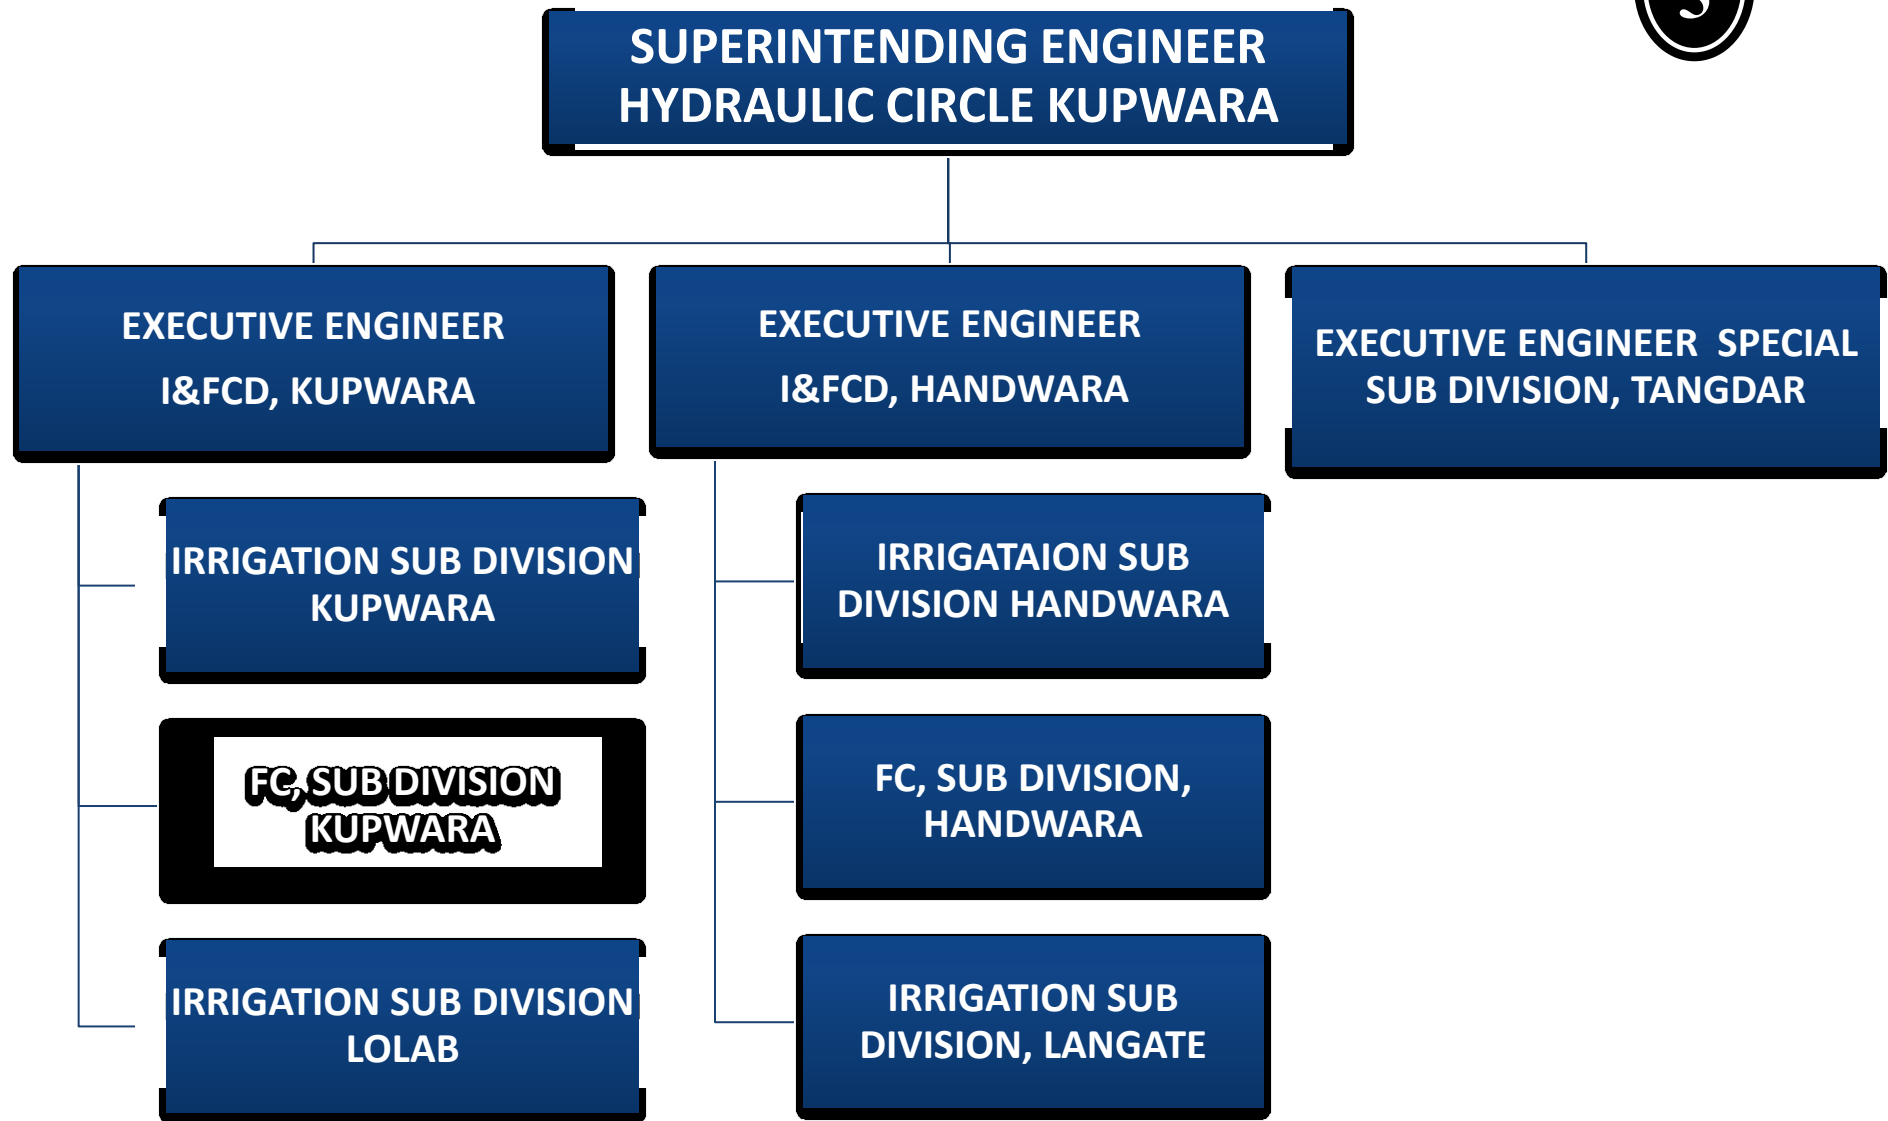 SUPERINTENDING ENGINEER
HYDRAULIC CIRCLE KUPWARA
EXECUTIVE ENGINEER
I&FCD, KUPWARA
EXECUTIVE ENGINEER
I&FCD, HANDWARA
EXECUTIVE ENGINEER SPECIAL
SUB DIVISION, TANGDAR
IRRIGATION SUB DIVISION
KUPWARA
FC, SUB DIVISION
KUPWARA
IRRIGATION SUB DIVISION
LOLAB
IRRIGATAION SUB
DIVISION HANDWARA
FC, SUB DIVISION,
HANDWARA
IRRIGATION SUB
DIVISION, LANGATE